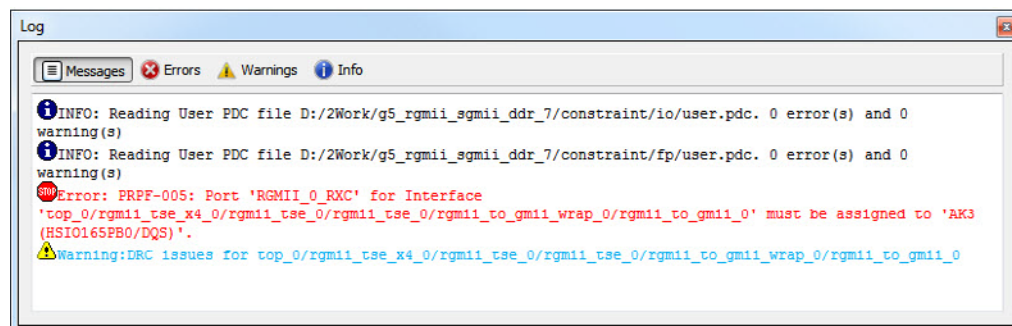 Log
Messages Errors Warnings Info
INFO: Reading User PDC file D:/2Work/g5_rgmii_sgmii_ddr_7/constraint/io/user.pdc. 0 error(s) and 0
warning(s)
INFO: Reading User PDC file D:/2Work/g5_rgmii_sgmii_ddr_7/constraint/fp/user.pdc. 0 error(s) and 0
warning(s)
STOP Error: PRPF-005: Port 'RGMII_0_RXC' for Interface
'top_0/rgmii_tse_x4_0/rgmii_tse_0/rgmii_tse_0/rgmii_to_gmii_wrap_0/rgmii_to_gmii_0' must be assigned to 'AK3
(HSIO165PB0/DQS)'.
Warning:DRC issues for top_0/rgmii_tse_x4_0/rgmii_tse_0/rgmii_tse_0/rgmii_to_gmii_wrap_0/rgmii_to_gmii_0